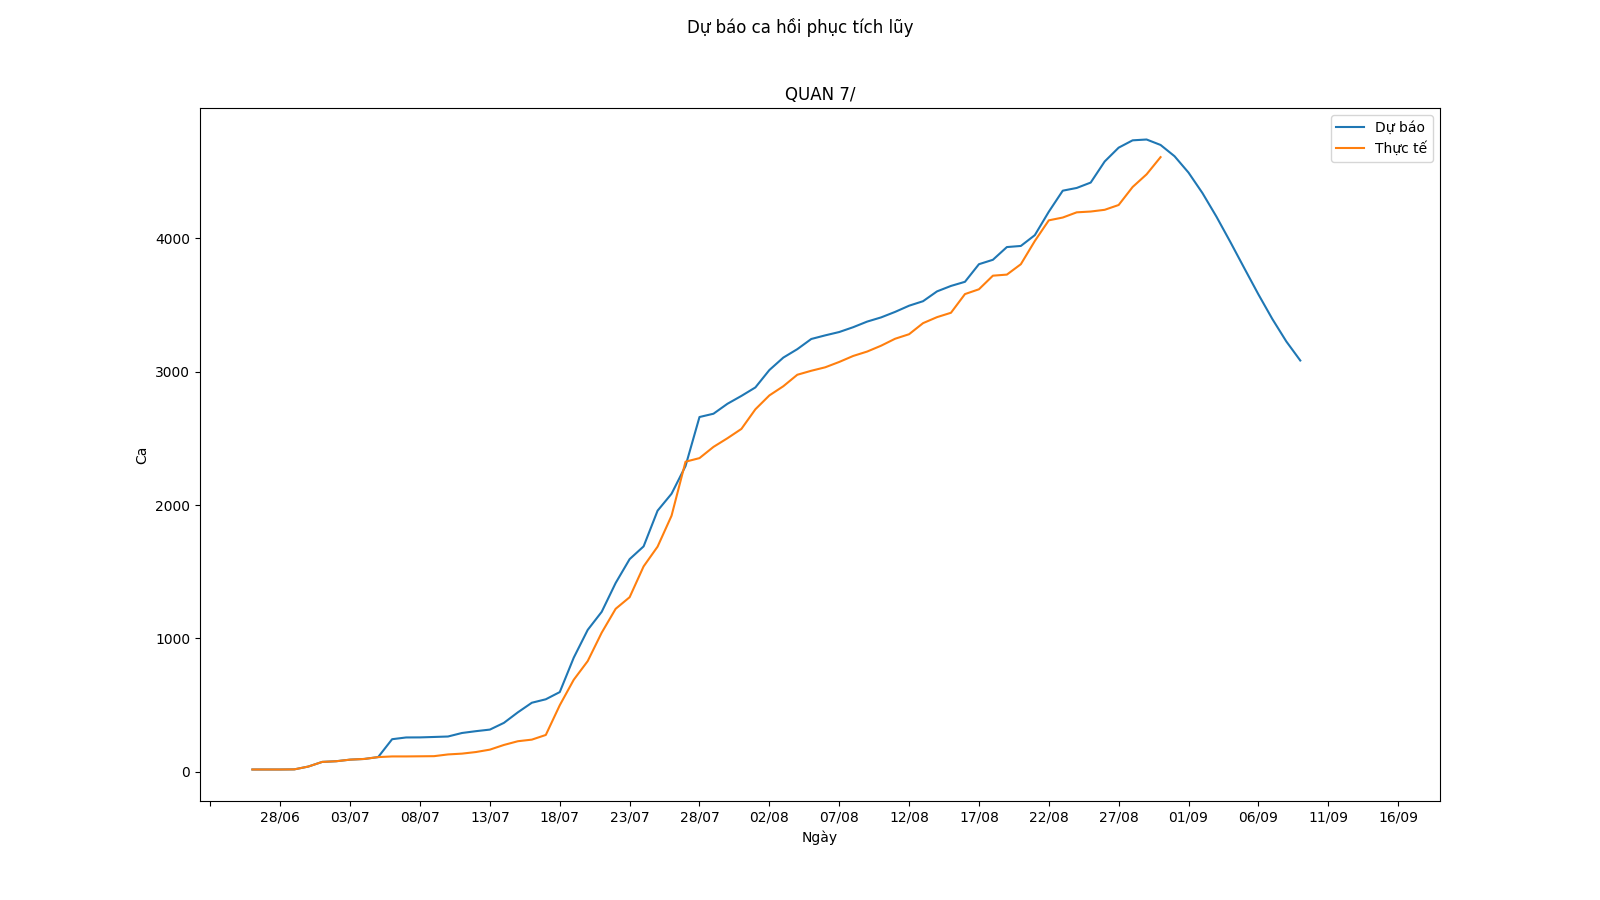 Dự báo ca hồi phục tích lũy
QUAN 7/
Dự báo
Thực tế
4000
3000
2000
1000
0
Ca
28/06 03/07 08/07 13/07 18/07 23/07 28/07 02/08 07/08 12/08 17/08 22/08 27/08 01/09 06/09 11/09 16/09
Ngày